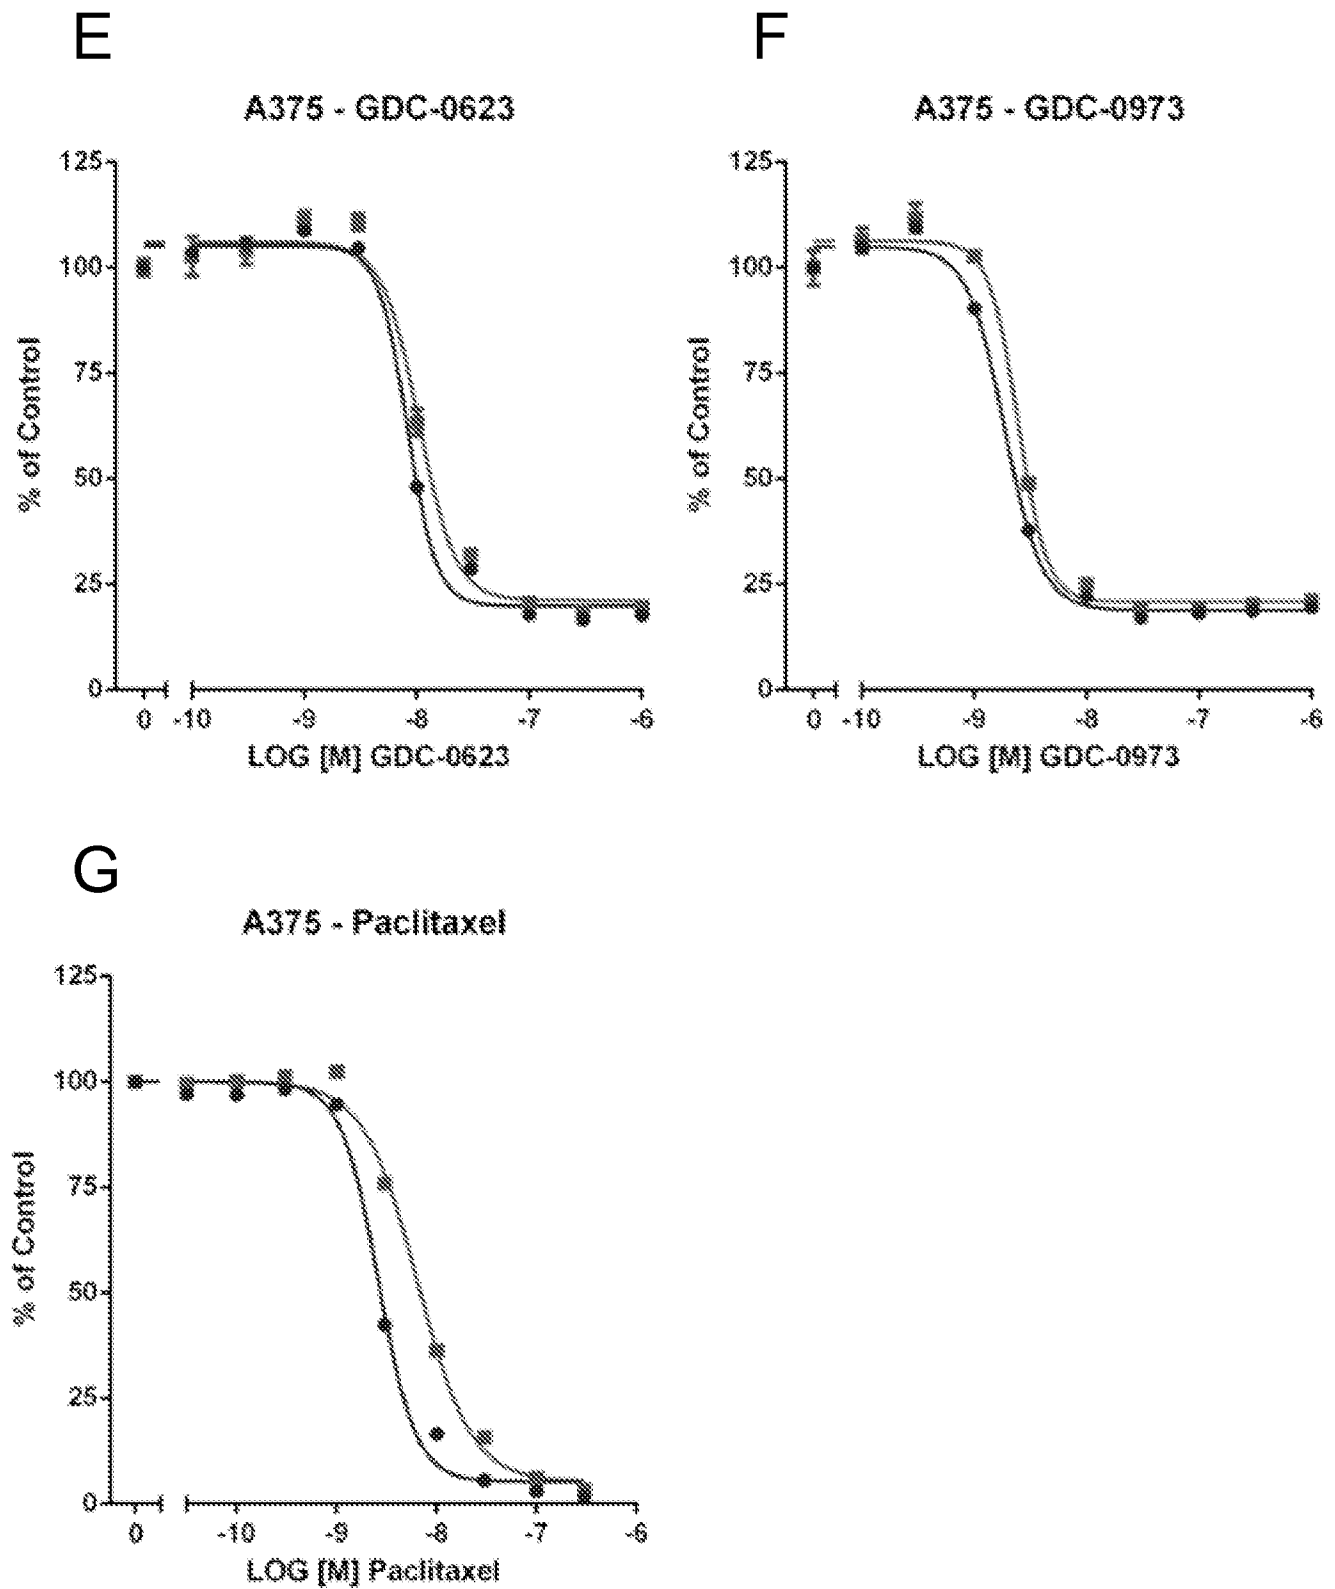 E
A375 - GDC-0623
125
100
75
50
25
0
% of Control
0 -10 -9 -8 -7 -6
LOG [M] GDC-0623
F
A375 - GDC-0973
125
100
75
50
25
0
% of Control
0 -10 -9 -8 -7 -6
LOG [M] GDC-0973
G
A375 - Paclitaxel
125
100
75
50
25
0
% of Control
0 -10 -9 -8 -7 -6
LOG [M] Paclitaxel